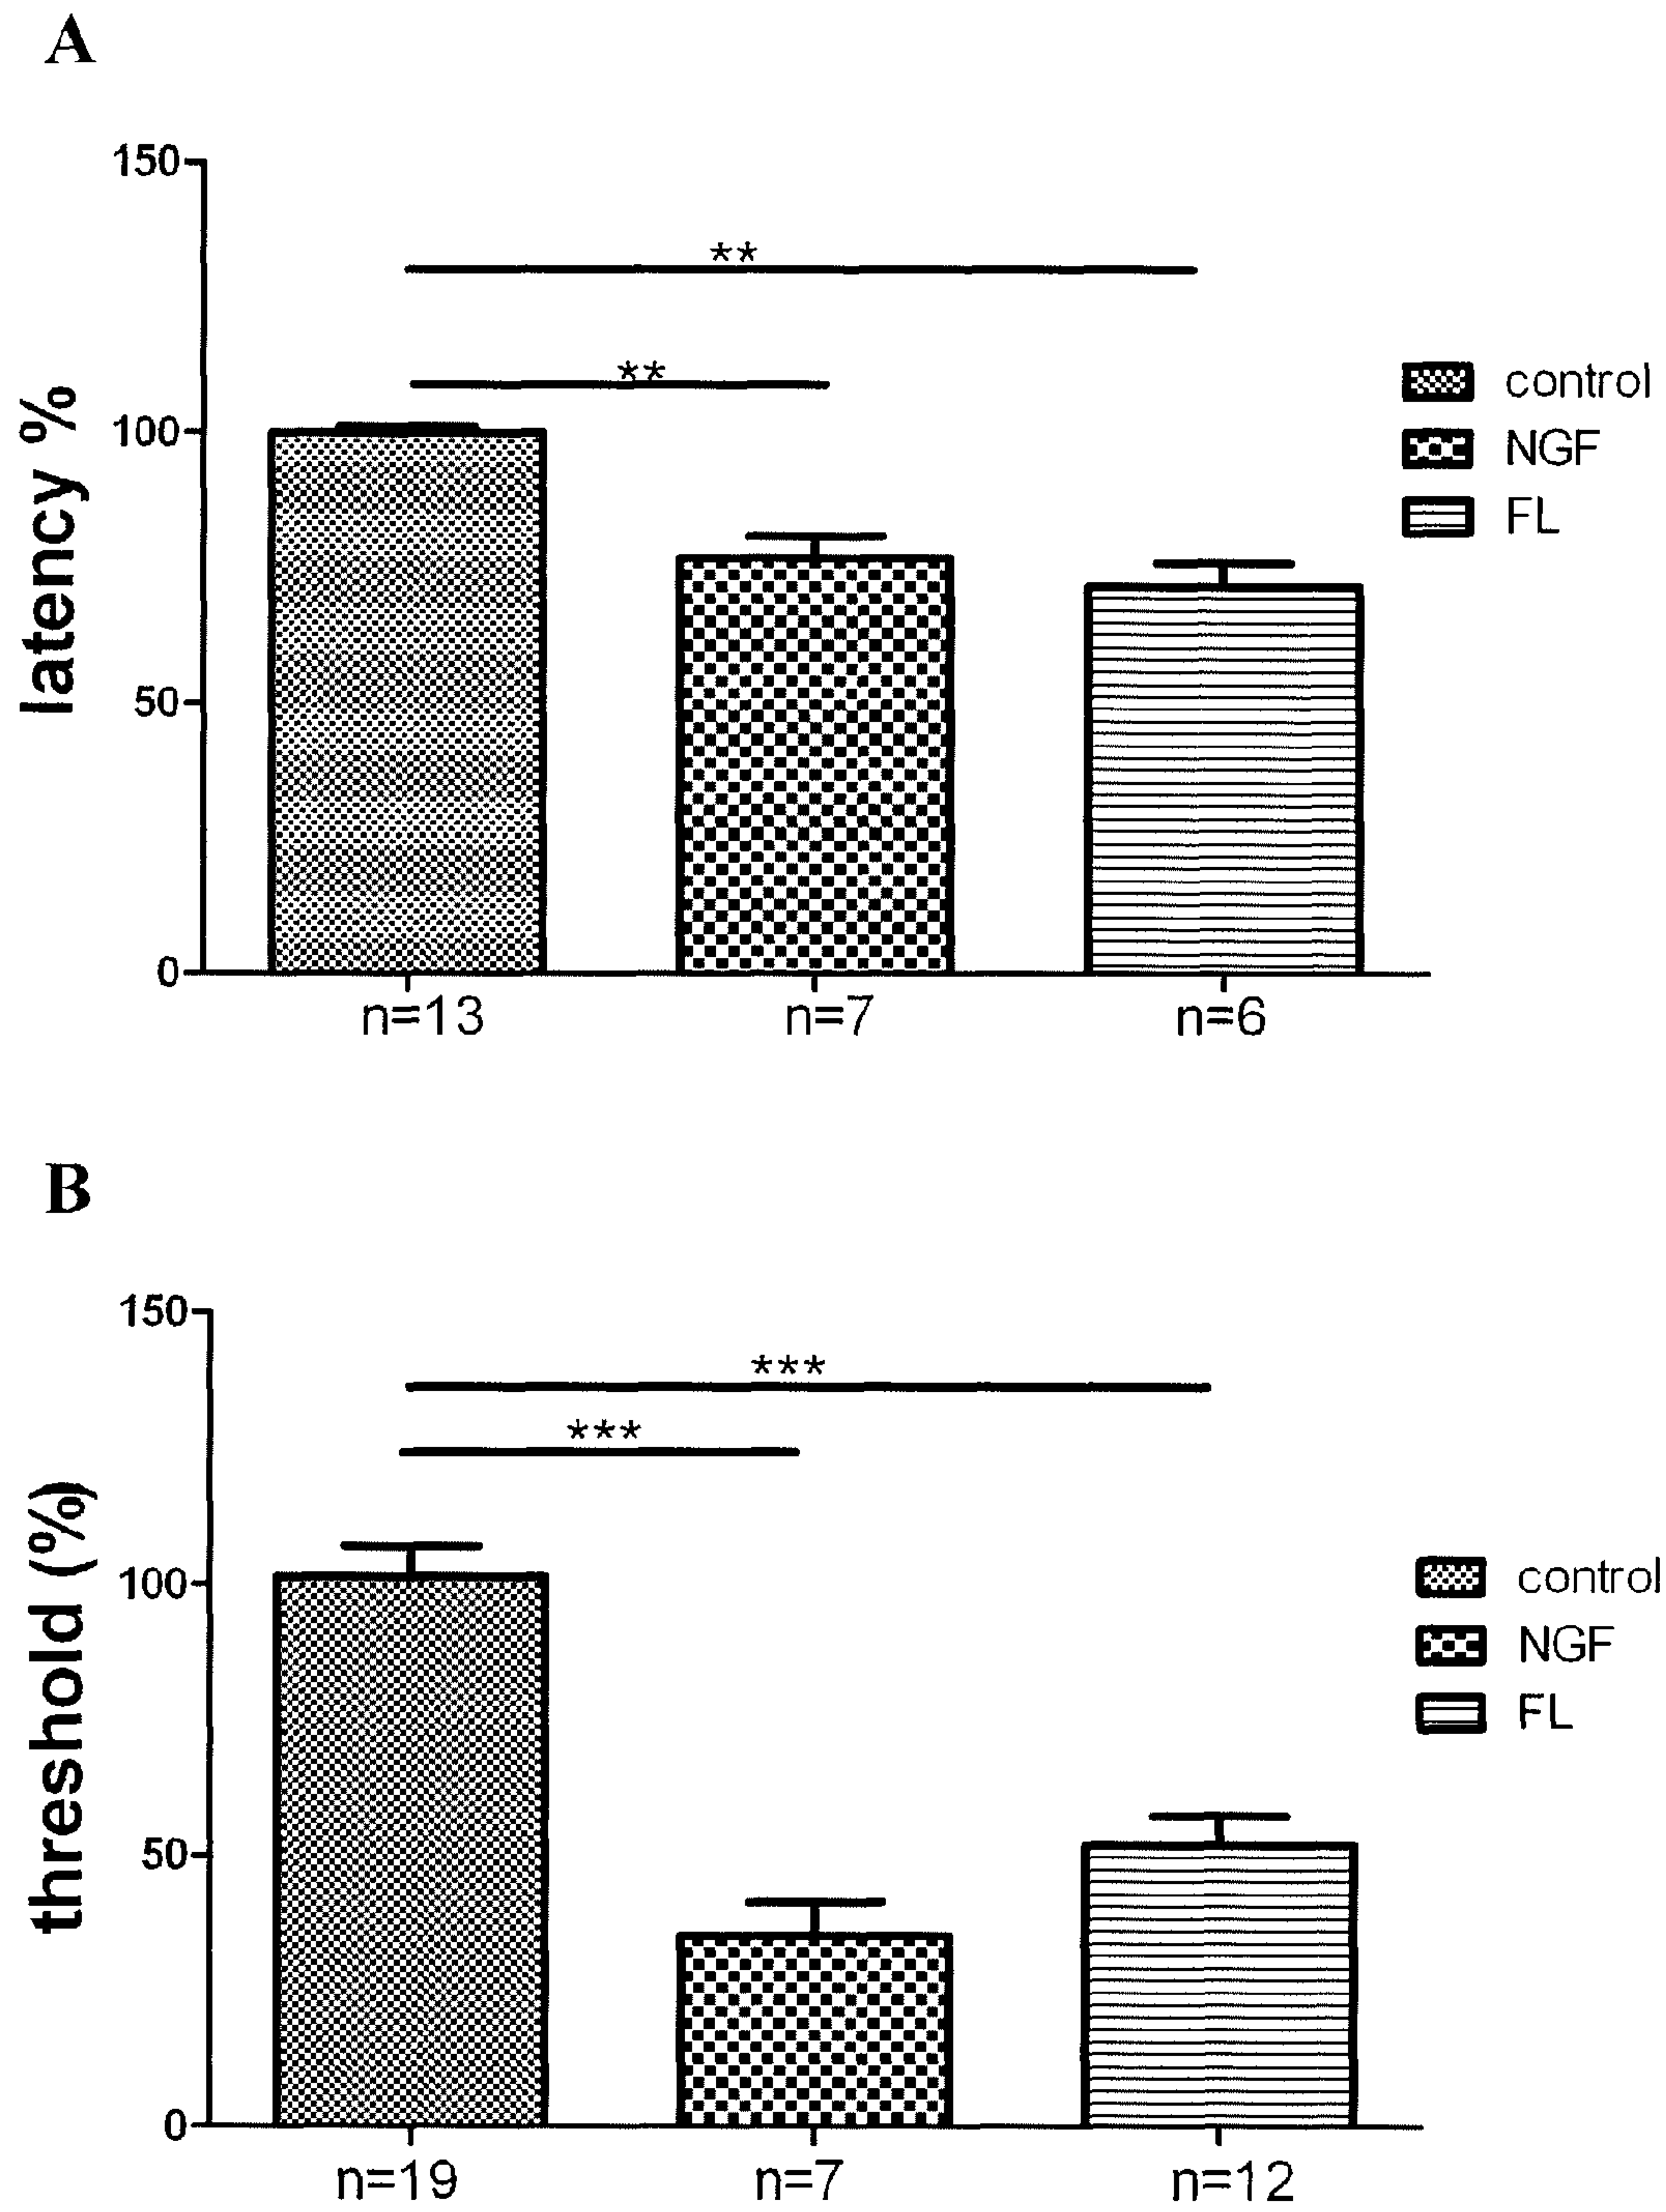 A
150
**
**
latency %
100
50
0
control
NGF
FL
n=13
n=7
n=6
B
150
***
***
threshold (%)
100
50
0
control
NGF
FL
n=19
n=7
n=12